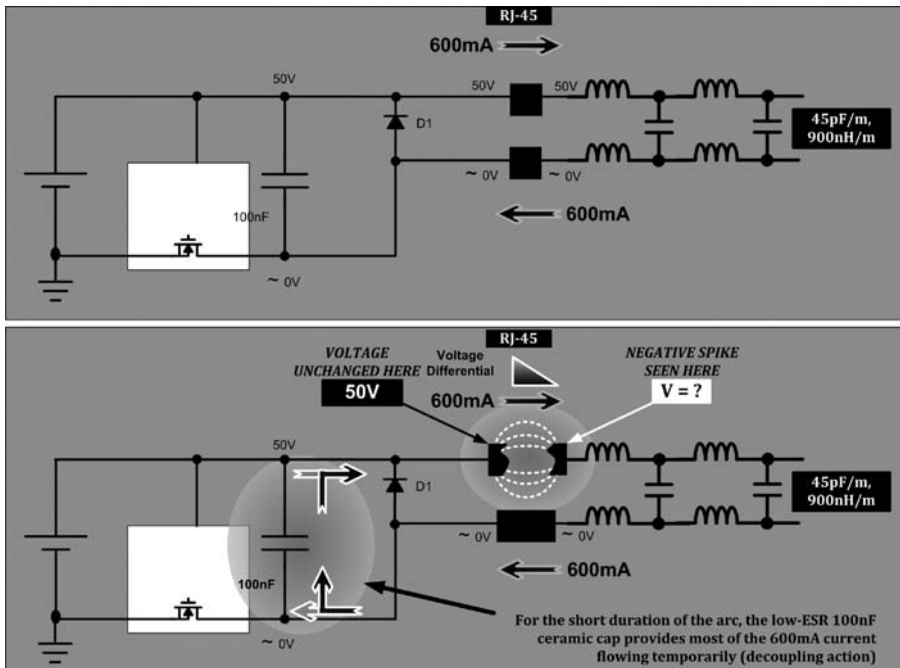 RJ-45
600mA
50V
50V
50V
D1
45pF/m,
900nH/m
~ 0V
~ 0V
100nF
600mA
~ 0V
RJ-45
VOLTAGE
UNCHANGED HERE
50V
Voltage
Differential
600mA
NEGATIVE SPIKE
SEEN HERE
V = ?
50V
D1
45pF/m,
900nH/m
~ 0V
~ 0V
100nF
600mA
~ 0V
For the short duration of the arc, the low-ESR 100nF
ceramic cap provides most of the 600mA current
flowing temporarily (decoupling action)